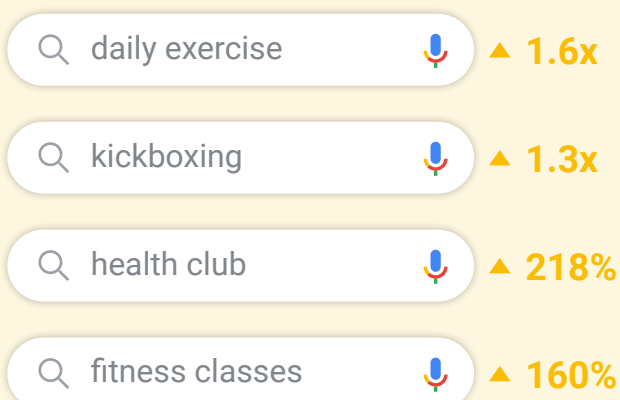 daily exercise 1.6x
kickboxing 1.3x
health club 218%
fitness classes 160%